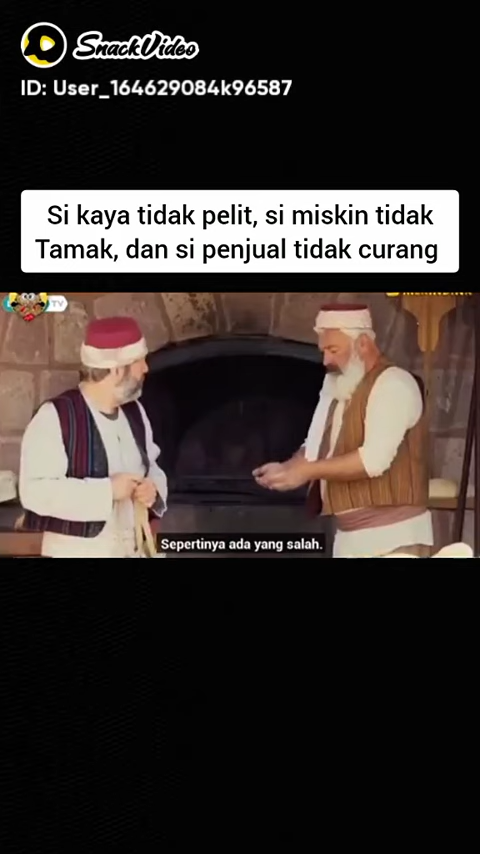 SnackVideo
ID: User_164629084k96587
Si kaya tidak pelit, si miskin tidak
Tamak, dan si penjual tidak curang
TV
Sepertinya ada yang salah.